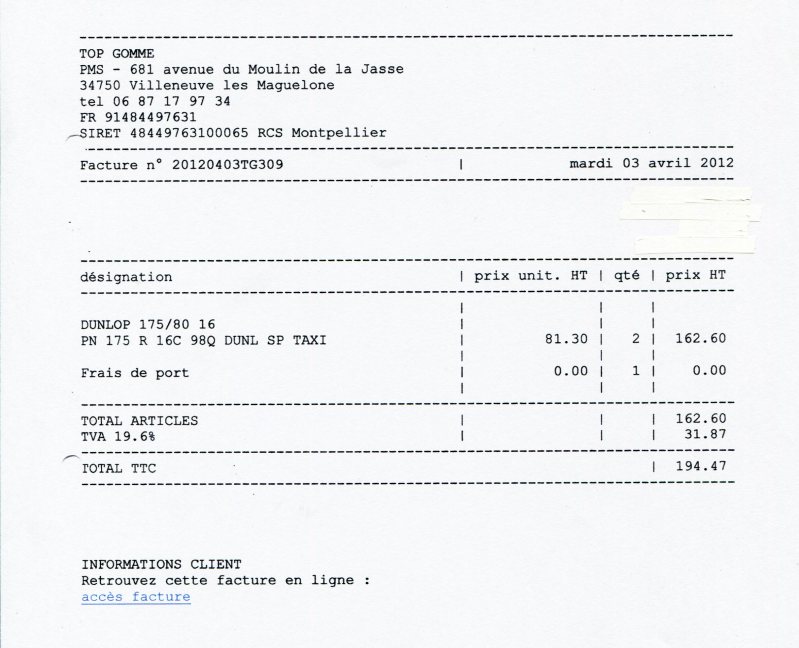 TOP GOMME
PMS - 681 avenue du Moulin de la Jasse
34750 Villeneuve les Maguelone
tel 06 87 17 97 34
FR 91484497631
SIRET 48449763100065 RCS Montpellier
Facture n° 20120403TG309 | mardi 03 avril 2012
désignation | prix unit. HT | qté | prix HT
DUNLOP 175/80 16
PN 175 R 16C 98Q DUNL SP TAXI | 81.30 | 2 | 162.60
Frais de port | 0.00 | 1 | 0.00
TOTAL ARTICLES | | | 162.60
TVA 19.6% | | | 31.87
TOTAL TTC | 194.47
INFORMATIONS CLIENT
Retrouvez cette facture en ligne :
accès facture